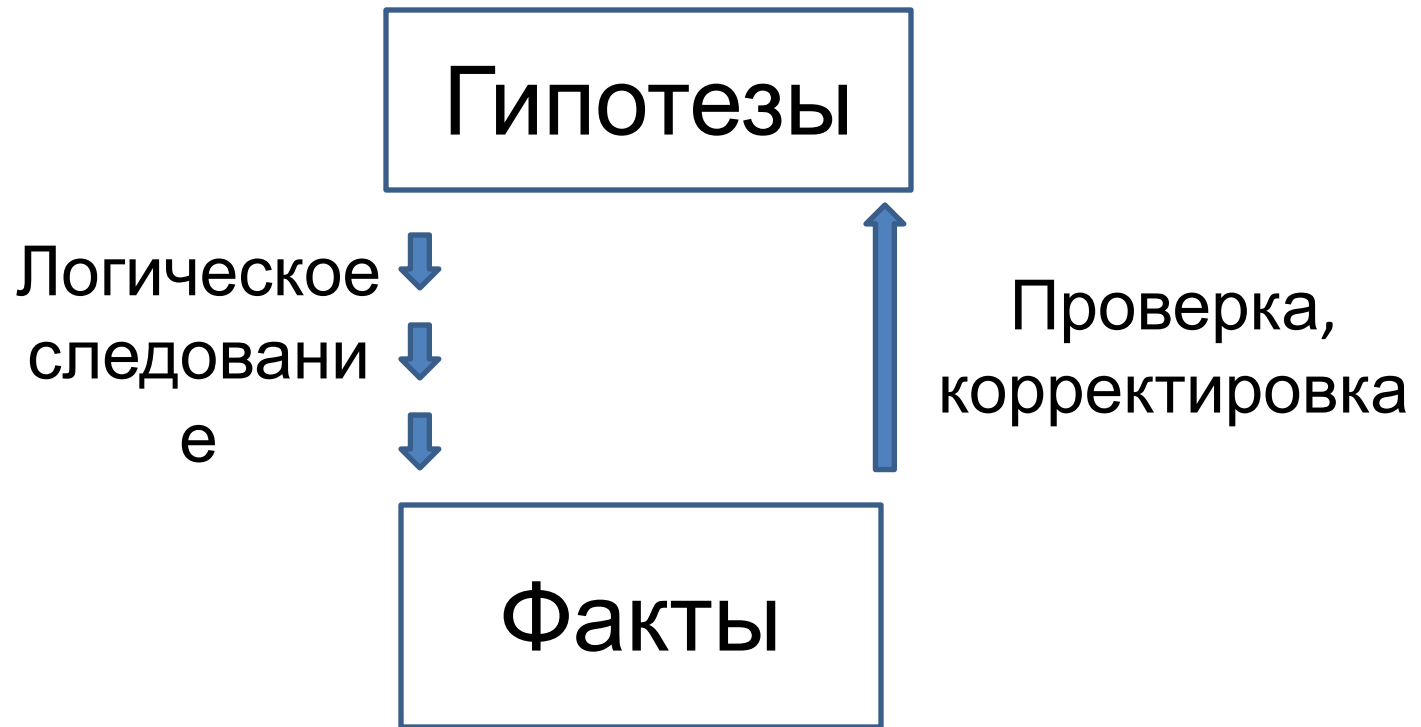 Гипотезы
Логическое
следовани
е
Проверка,
корректировка
Факты